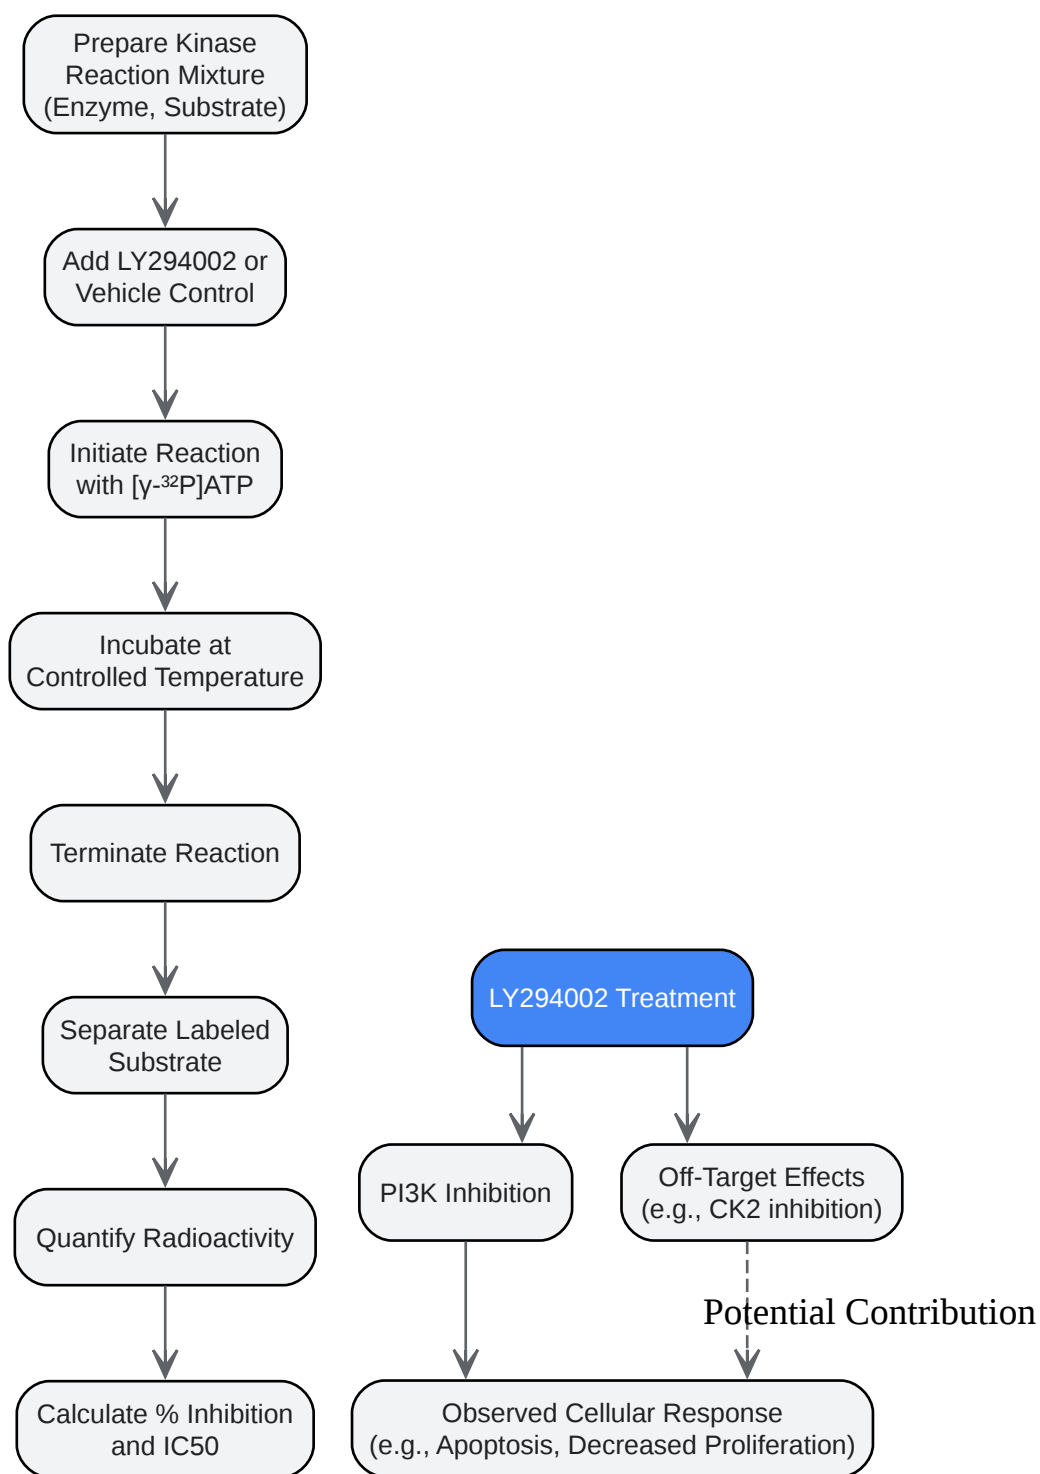 Prepare Kinase
Reaction Mixture
(Enzyme, Substrate)
Add LY294002 or
Vehicle Control
Initiate Reaction
with [γ-³²P]ATP
Incubate at
Controlled Temperature
Terminate Reaction
Separate Labeled
Substrate
Quantify Radioactivity
Calculate % Inhibition
and IC50
LY294002 Treatment
PI3K Inhibition
Off-Target Effects
(e.g., CK2 inhibition)
Potential Contribution
Observed Cellular Response
(e.g., Apoptosis, Decreased Proliferation)